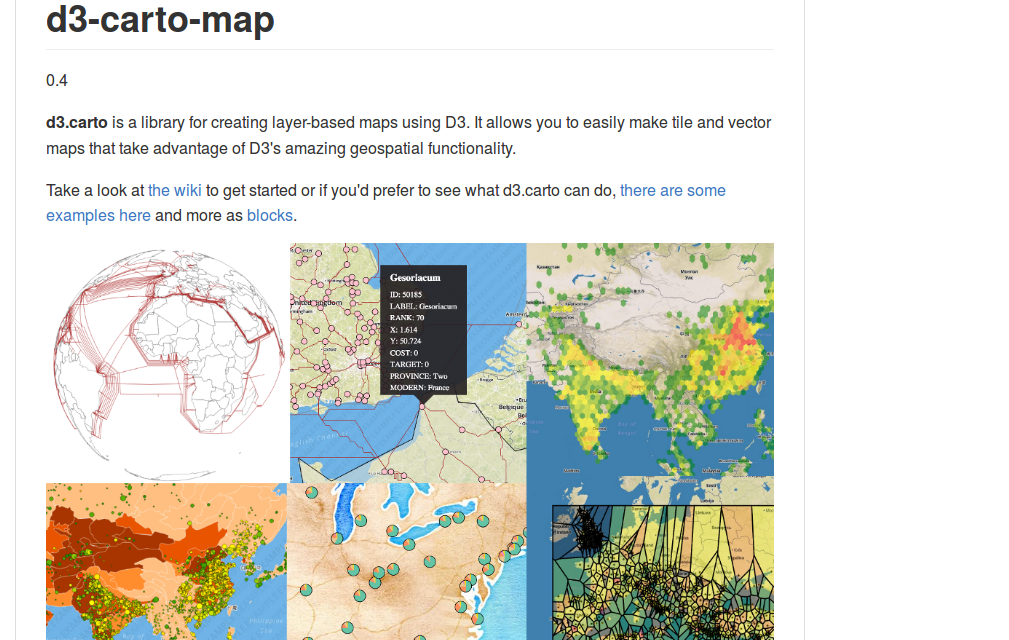 d3-carto-map
0.4
d3.carto is a library for creating layer-based maps using D3. It allows you to easily make tile and vector
maps that take advantage of D3's amazing geospatial functionality.
Take a look at the wiki to get started or if you'd prefer to see what d3.carto can do, there are some
examples here and more as blocks.
Gesoriacum
ID: 50185
LABEL: Gesoriacum
RANK: 70
X: 1.614
Y: 50.724
COST: 0
TARGET: 0
PROVINCE: Two
MODERN: France
Belgique